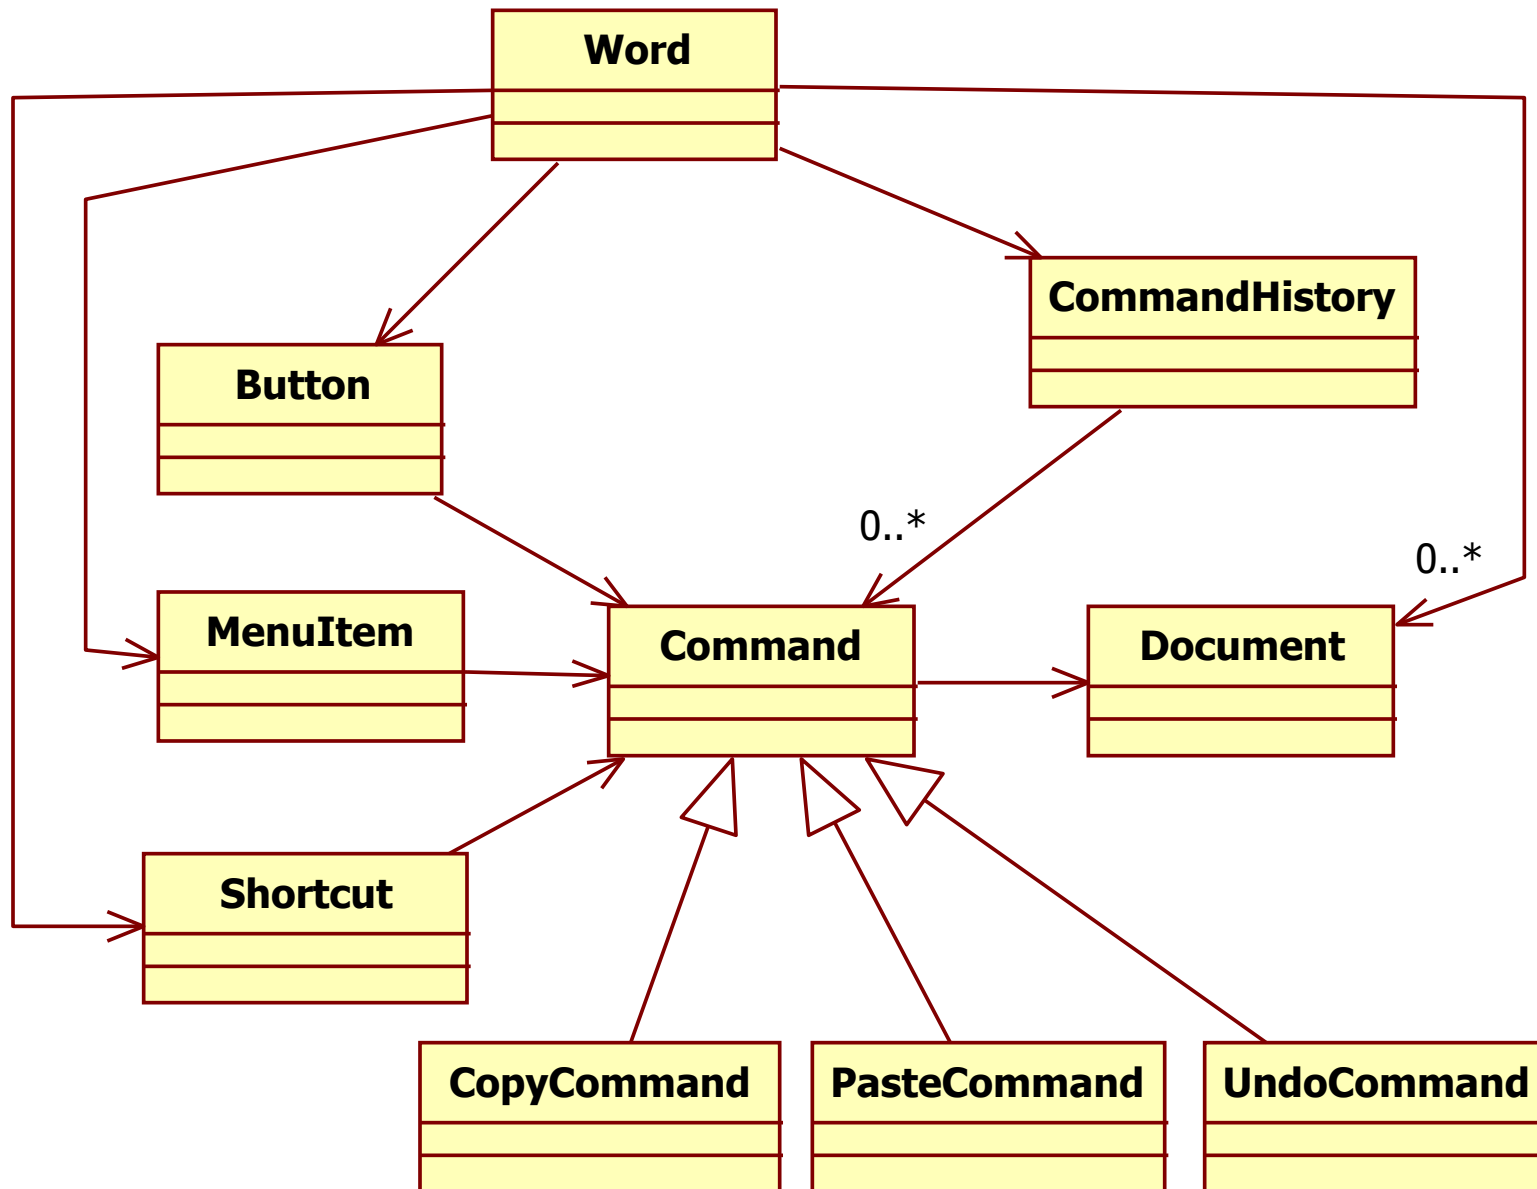 Word
CommandHistory
Button
0..*
0..*
MenuItem
Command
Document
Shortcut
CopyCommand
PasteCommand
UndoCommand